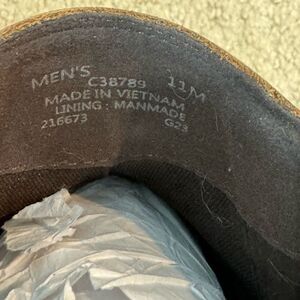 MEN'S C38789 11M
MADE IN VIETNAM
LINING : MANMADE
216673 G23